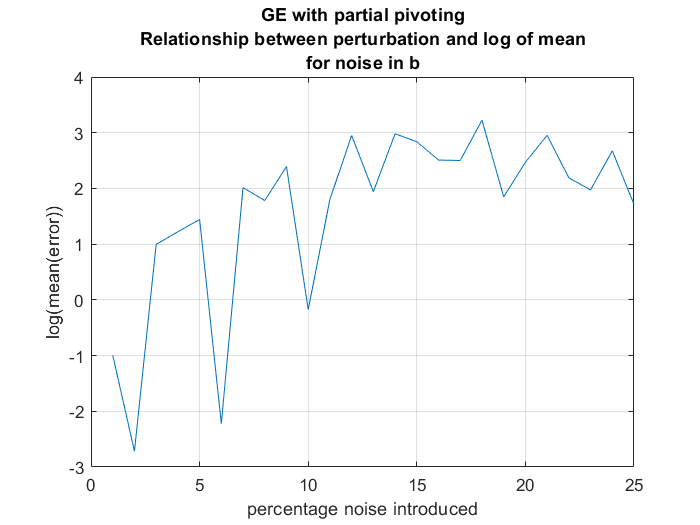 GE with partial pivoting
Relationship between perturbation and log of mean
for noise in b
4
3
2
1
0
-1
-2
-3
log(mean(error))
0 5 10 15 20 25
percentage noise introduced